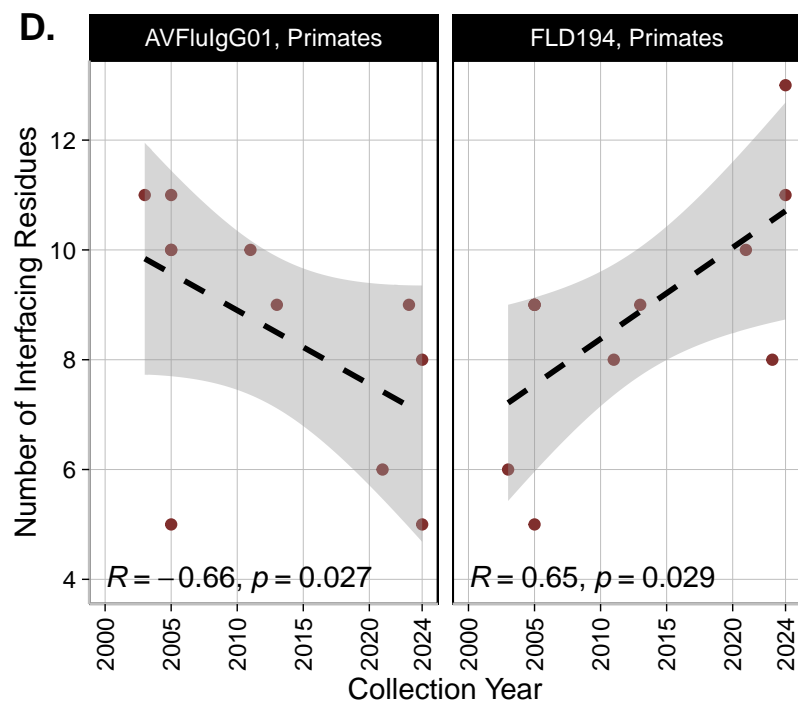 D.
AVFluIgG01, Primates
FLD194, Primates
Number of Interfacing Residues
12
10
8
6
4
R = −0.66, p = 0.027
R = 0.65, p = 0.029
2000 2005 2010 2015 2020 2024
2000 2005 2010 2015 2020 2024
Collection Year